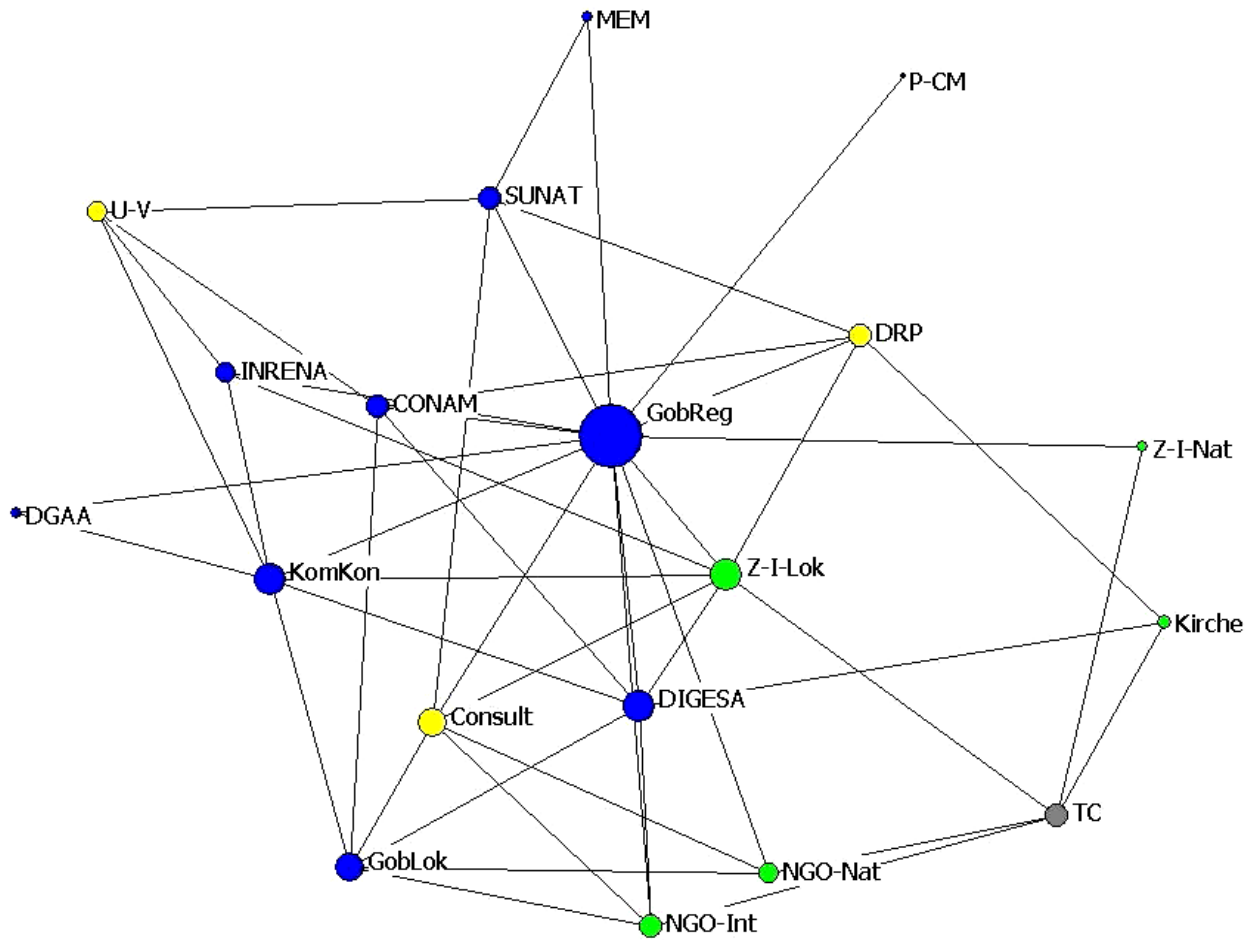 MEM
P-CM
SUNAT
U-V
DRP
INRENA
CONAM
GobReg
Z-I-Nat
DGAA
KomKon
Z-I-Lok
Kirche
DIGESA
Consult
TC
GobLok
NGO-Nat
NGO-Int